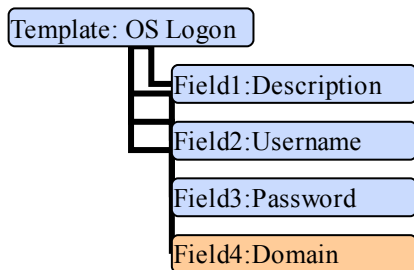 Template: OS Logon
Field1:Description
Field2:Username
Field3:Password
Field4:Domain